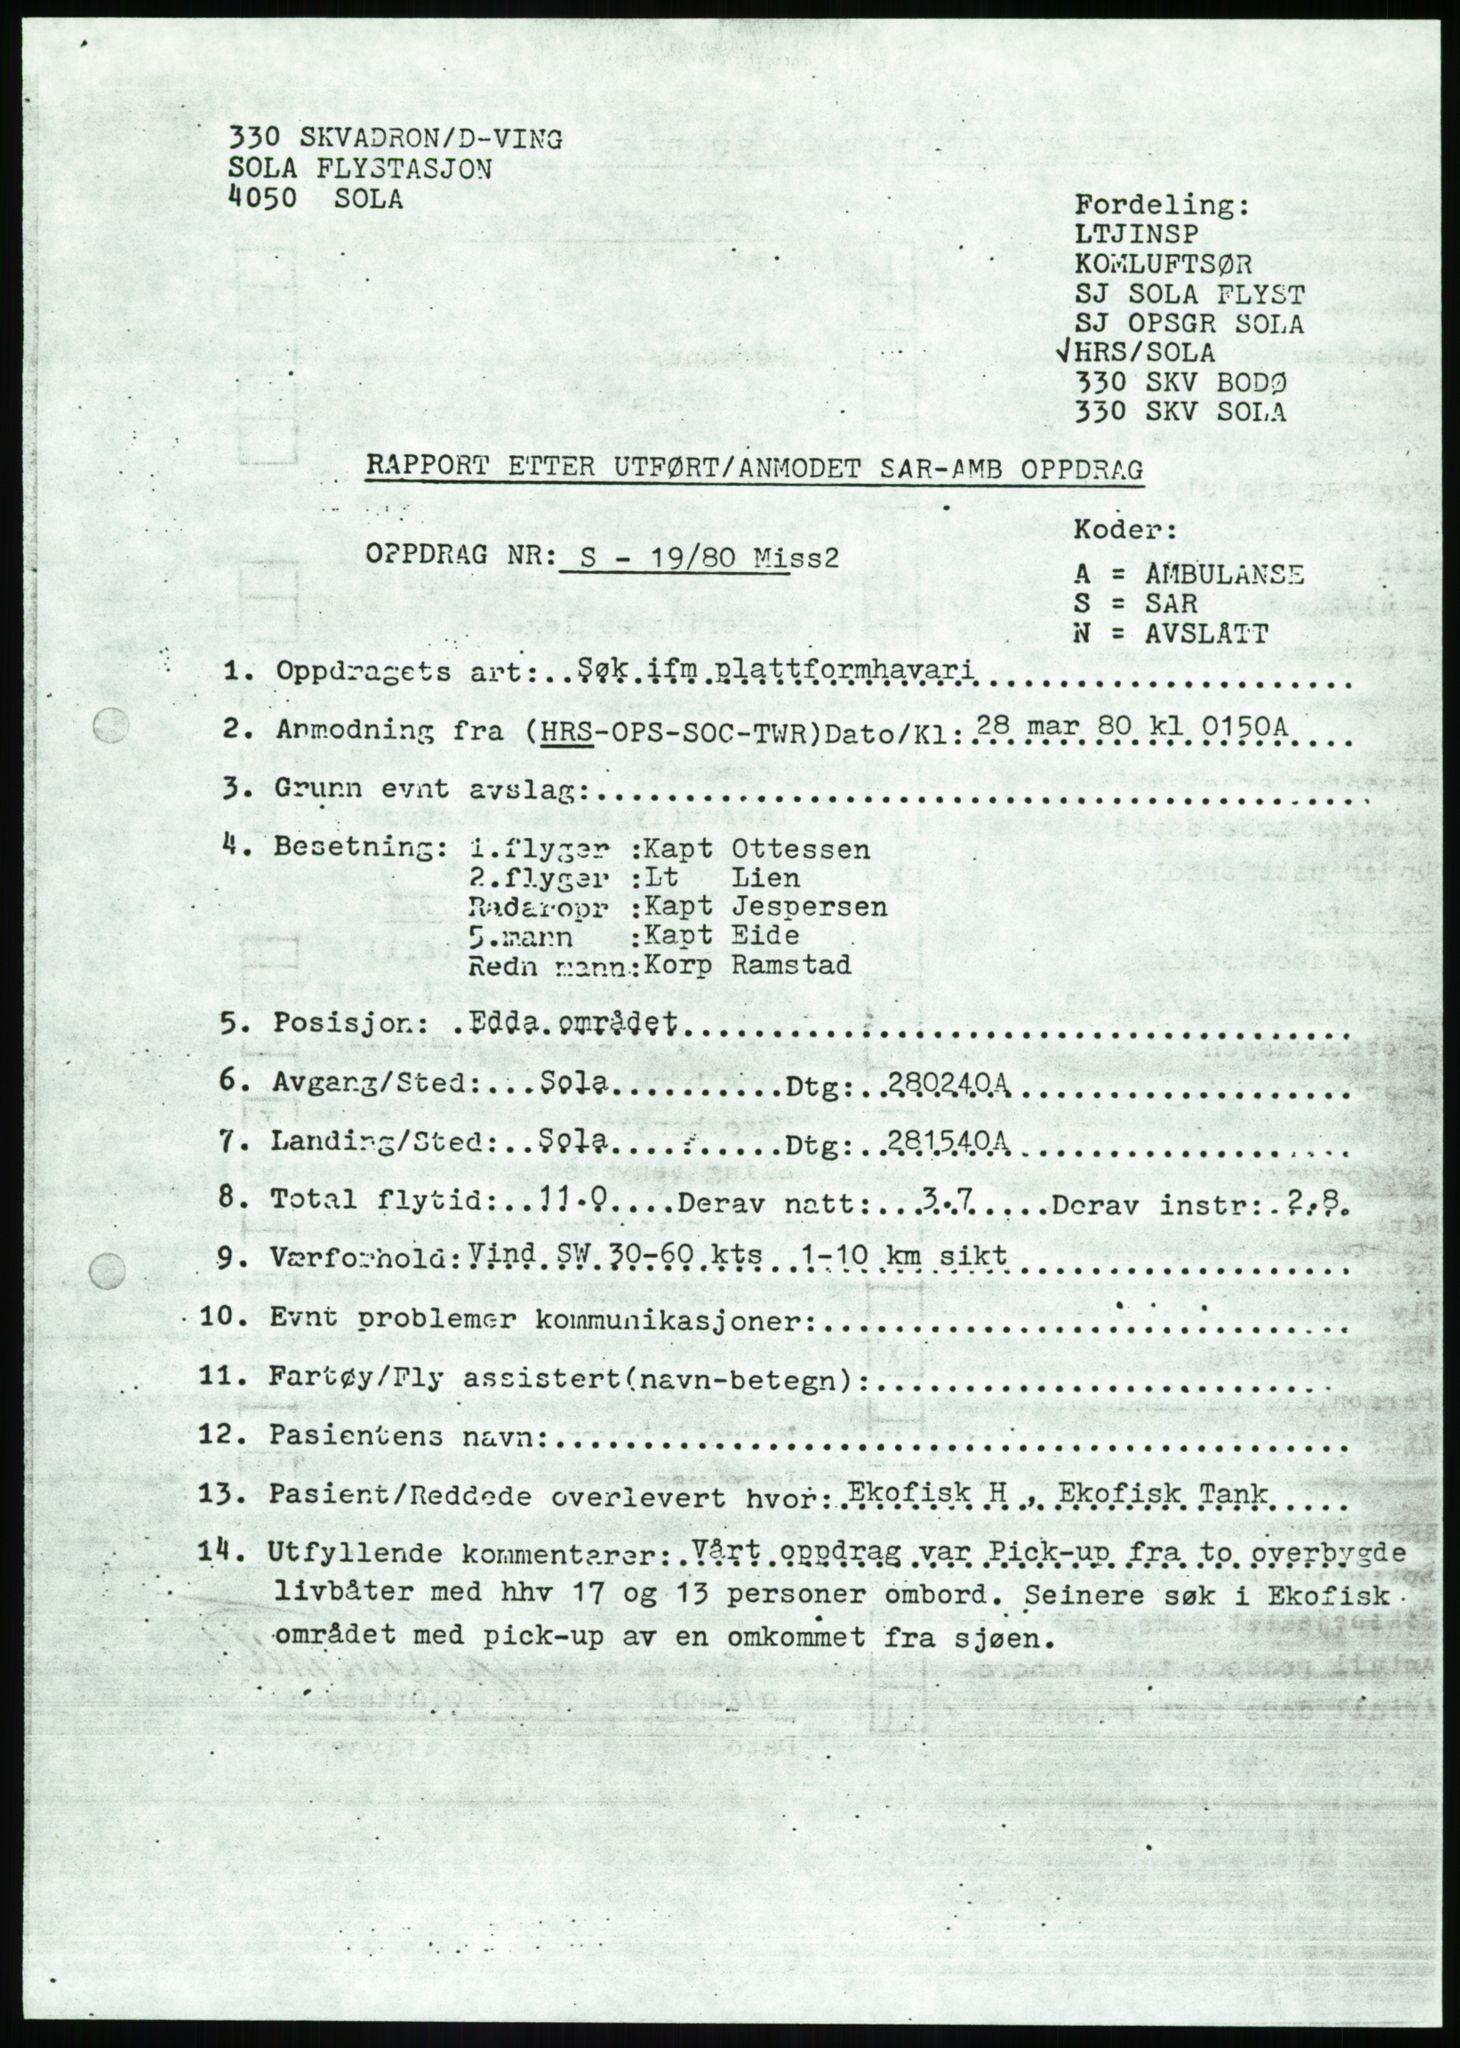 330 SKVADRON/D-VING
SOLA FLYSTASJON
4050 SOLA
Fordeling:
LTJINSP
KOMLUFTSØR
SJ SOLA FLYST
SJ OPSGR SOLA
√HRS/SOLA
330 SKV BODØ
330 SKV SOLA
RAPPORT ETTER UTFØRT/ANMODET SAR-AMB OPPDRAG
OPPDRAG NR: S - 19/80 Miss2
Koder:
A = AMBULANSE
S = SAR
N = AVSLÅTT
1. Oppdragets art: Søk ifm plattformhavari
2. Anmodning fra (HRS-OPS-SOC-TWR)Dato/Kl: 28 mar 80 kl 0150A
3. Grunn evnt avslag:
4. Besetning: 1.flyger :Kapt Ottessen
2.flyger :Lt Lien
Radaropr :Kapt Jespersen
5.mann :Kapt Eide
Redn mann:Korp Ramstad
5. Posisjon: Edda området
6. Avgang/Sted: Sola Dtg: 280240A
7. Landing/Sted: Sola Dtg: 281540A
8. Total flytid: 11.0 Derav natt: 3.7 Derav instr: 2.8.
9. Værforhold: Vind SW 30-60 kts 1-10 km sikt
10. Evnt problemer kommunikasjoner:
11. Fartøy/Fly assistert(navn-betegn):
12. Pasientens navn:
13. Pasient/Reddede overlevert hvor: Ekofisk H, Ekofisk Tank
14. Utfyllende kommentarer: Vårt oppdrag var Pick-up fra to overbygde
livbåter med hhv 17 og 13 personer ombord. Seinere søk i Ekofisk
området med pick-up av en omkommet fra sjøen.